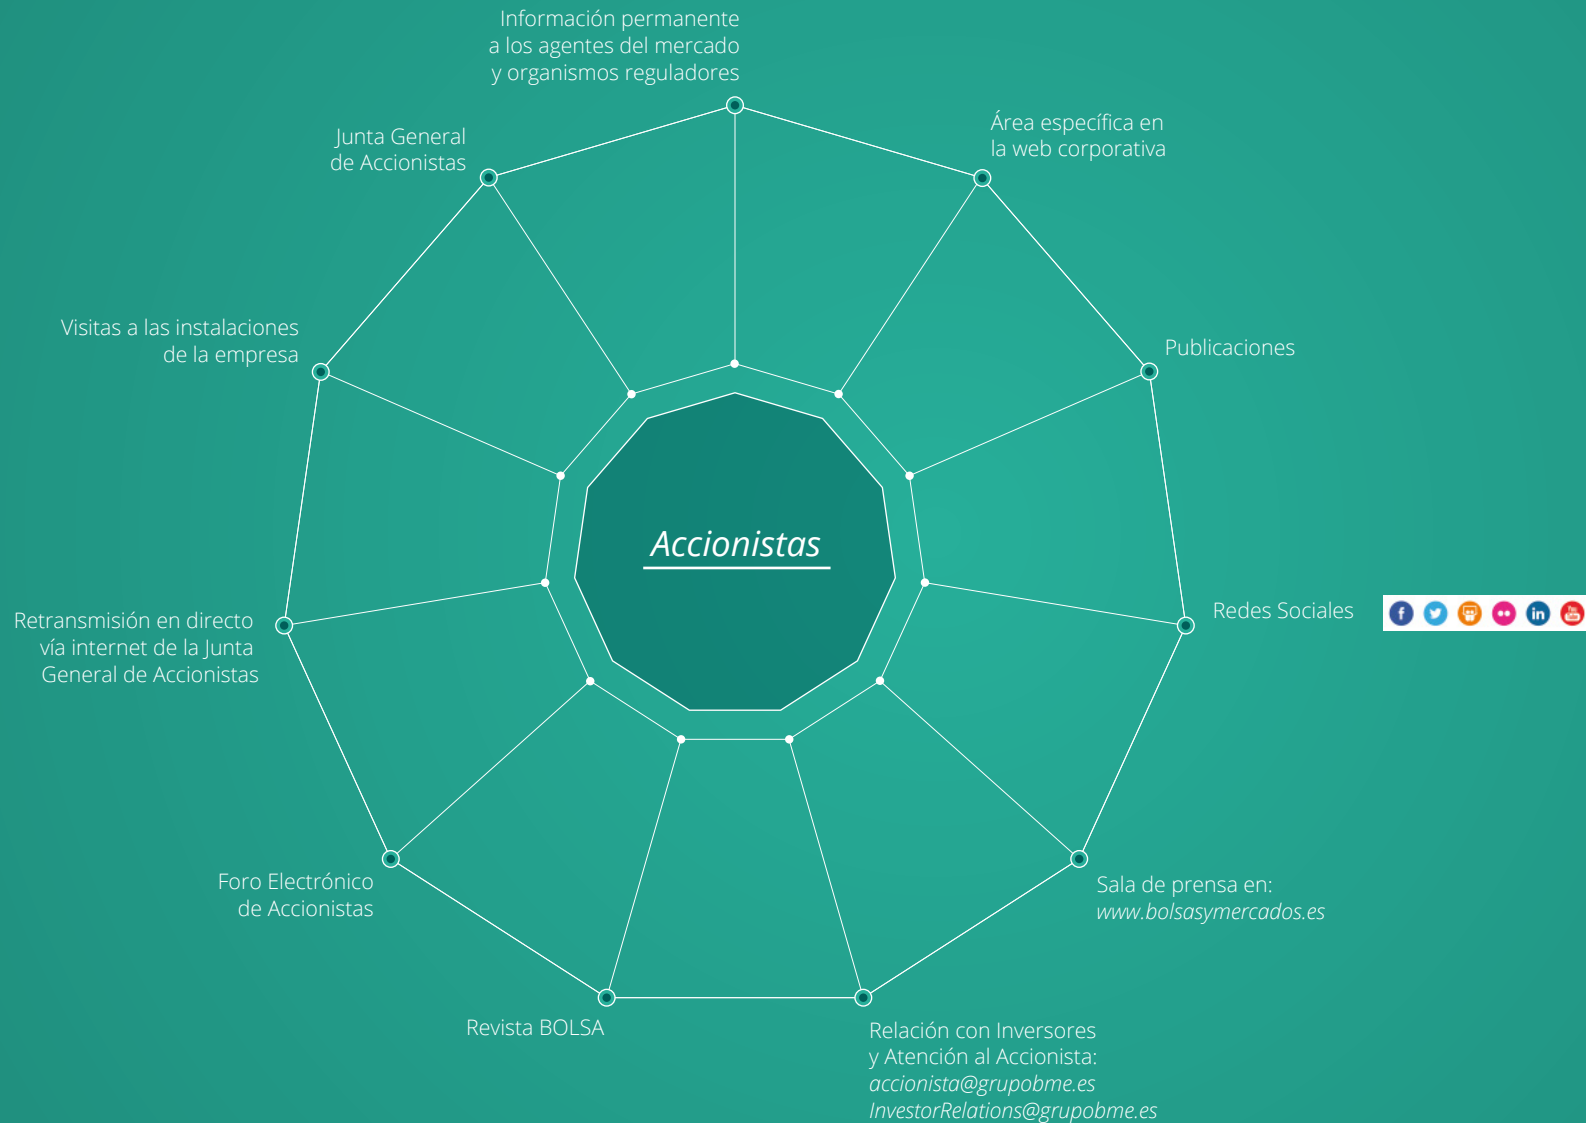 Información permanente
a los agentes del mercado
y organismos reguladores
Área específica en
la web corporativa
Junta General
de Accionistas
Visitas a las instalaciones
de la empresa
Publicaciones
Accionistas
Retransmisión en directo
vía internet de la Junta
General de Accionistas
Redes Sociales
f
in
You
Tube
Foro Electrónico
de Accionistas
Sala de prensa en:
www.bolsasymercados.es
Revista BOLSA
Relación con Inversores
y Atención al Accionista:
accionista@grupobme.es
InvestorRelations@grupobme.es